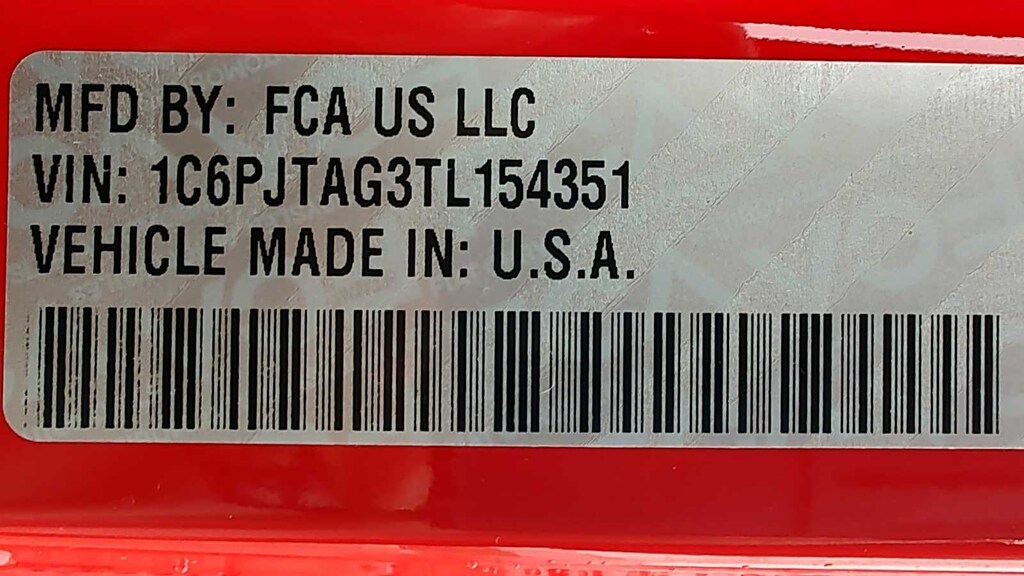 MFD BY: FCA US LLC
VIN: 1C6PJTAG3TL154351
VEHICLE MADE IN: U.S.A.